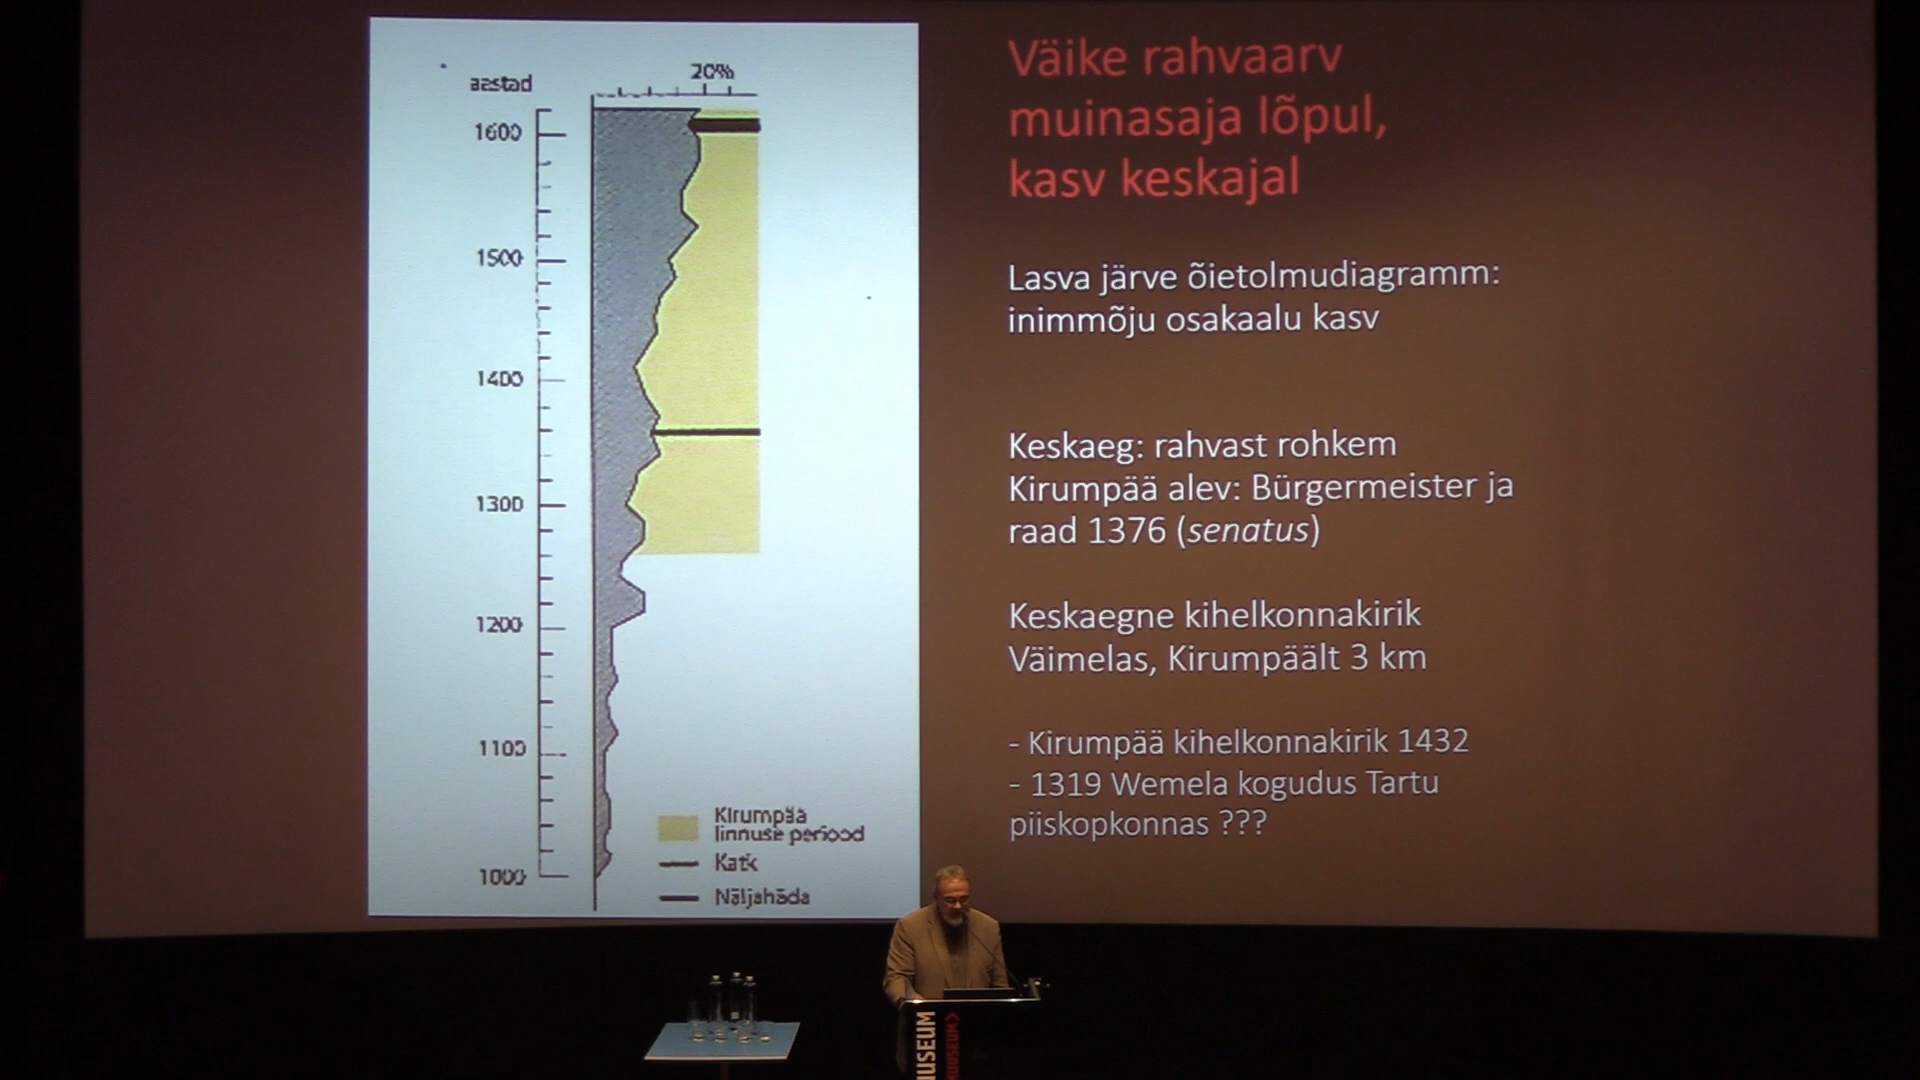 aastad
20%
1600
1500
1400
1300
1200
1100
1000
Kirumpää
linnuse periood
Katk
Näljahäda
Väike rahvaarv
muinasaja lõpul,
kasv keskajal
Lasva järve õietolmudiagramm:
inimmõju osakaalu kasv
Keskaeg: rahvast rohkem
Kirumpää alev: Bürgermeister ja
raad 1376 (senatus)
Keskaegne kihelkonnakirik
Väimelas, Kirumpäält 3 km
- Kirumpää kihelkonnakirik 1432
- 1319 Wemela kogudus Tartu
piiskopkonnas ???